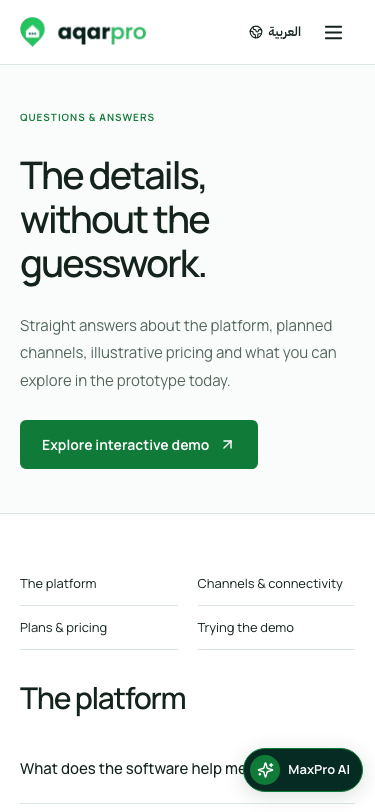 aqarpro
العربية
QUESTIONS & ANSWERS
The details,
without the
guesswork.
Straight answers about the platform, planned
channels, illustrative pricing and what you can
explore in the prototype today.
Explore interactive demo
The platform
Channels & connectivity
Plans & pricing
Trying the demo
The platform
What does the software help me
MaxPro AI